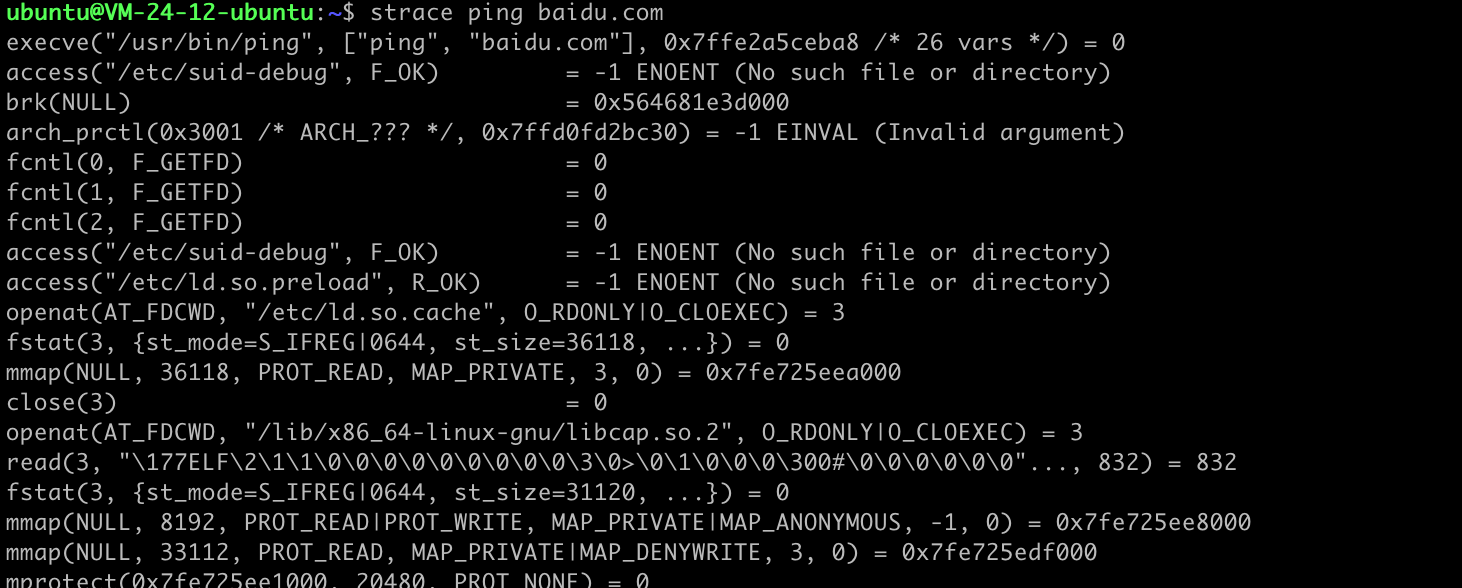 ubuntu@VM-24-12-ubuntu:~$ strace ping baidu.com
execve("/usr/bin/ping", ["ping", "baidu.com"], 0x7ffe2a5ceba8 /* 26 vars */) = 0
access("/etc/suid-debug", F_OK)         = -1 ENOENT (No such file or directory)
brk(NULL)                               = 0x564681e3d000
arch_prctl(0x3001 /* ARCH_??? */, 0x7ffd0fd2bc30) = -1 EINVAL (Invalid argument)
fcntl(0, F_GETFD)                       = 0
fcntl(1, F_GETFD)                       = 0
fcntl(2, F_GETFD)                       = 0
access("/etc/suid-debug", F_OK)         = -1 ENOENT (No such file or directory)
access("/etc/ld.so.preload", R_OK)      = -1 ENOENT (No such file or directory)
openat(AT_FDCWD, "/etc/ld.so.cache", O_RDONLY|O_CLOEXEC) = 3
fstat(3, {st_mode=S_IFREG|0644, st_size=36118, ...}) = 0
mmap(NULL, 36118, PROT_READ, MAP_PRIVATE, 3, 0) = 0x7fe725eea000
close(3)                                = 0
openat(AT_FDCWD, "/lib/x86_64-linux-gnu/libcap.so.2", O_RDONLY|O_CLOEXEC) = 3
read(3, "\177ELF\2\1\1\0\0\0\0\0\0\0\0\0\3\0>\0\1\0\0\0\300#\0\0\0\0\0\0"..., 832) = 832
fstat(3, {st_mode=S_IFREG|0644, st_size=31120, ...}) = 0
mmap(NULL, 8192, PROT_READ|PROT_WRITE, MAP_PRIVATE|MAP_ANONYMOUS, -1, 0) = 0x7fe725ee8000
mmap(NULL, 33112, PROT_READ, MAP_PRIVATE|MAP_DENYWRITE, 3, 0) = 0x7fe725edf000
mprotect(0x7fe725ee1000, 20480, PROT_NONE) = 0